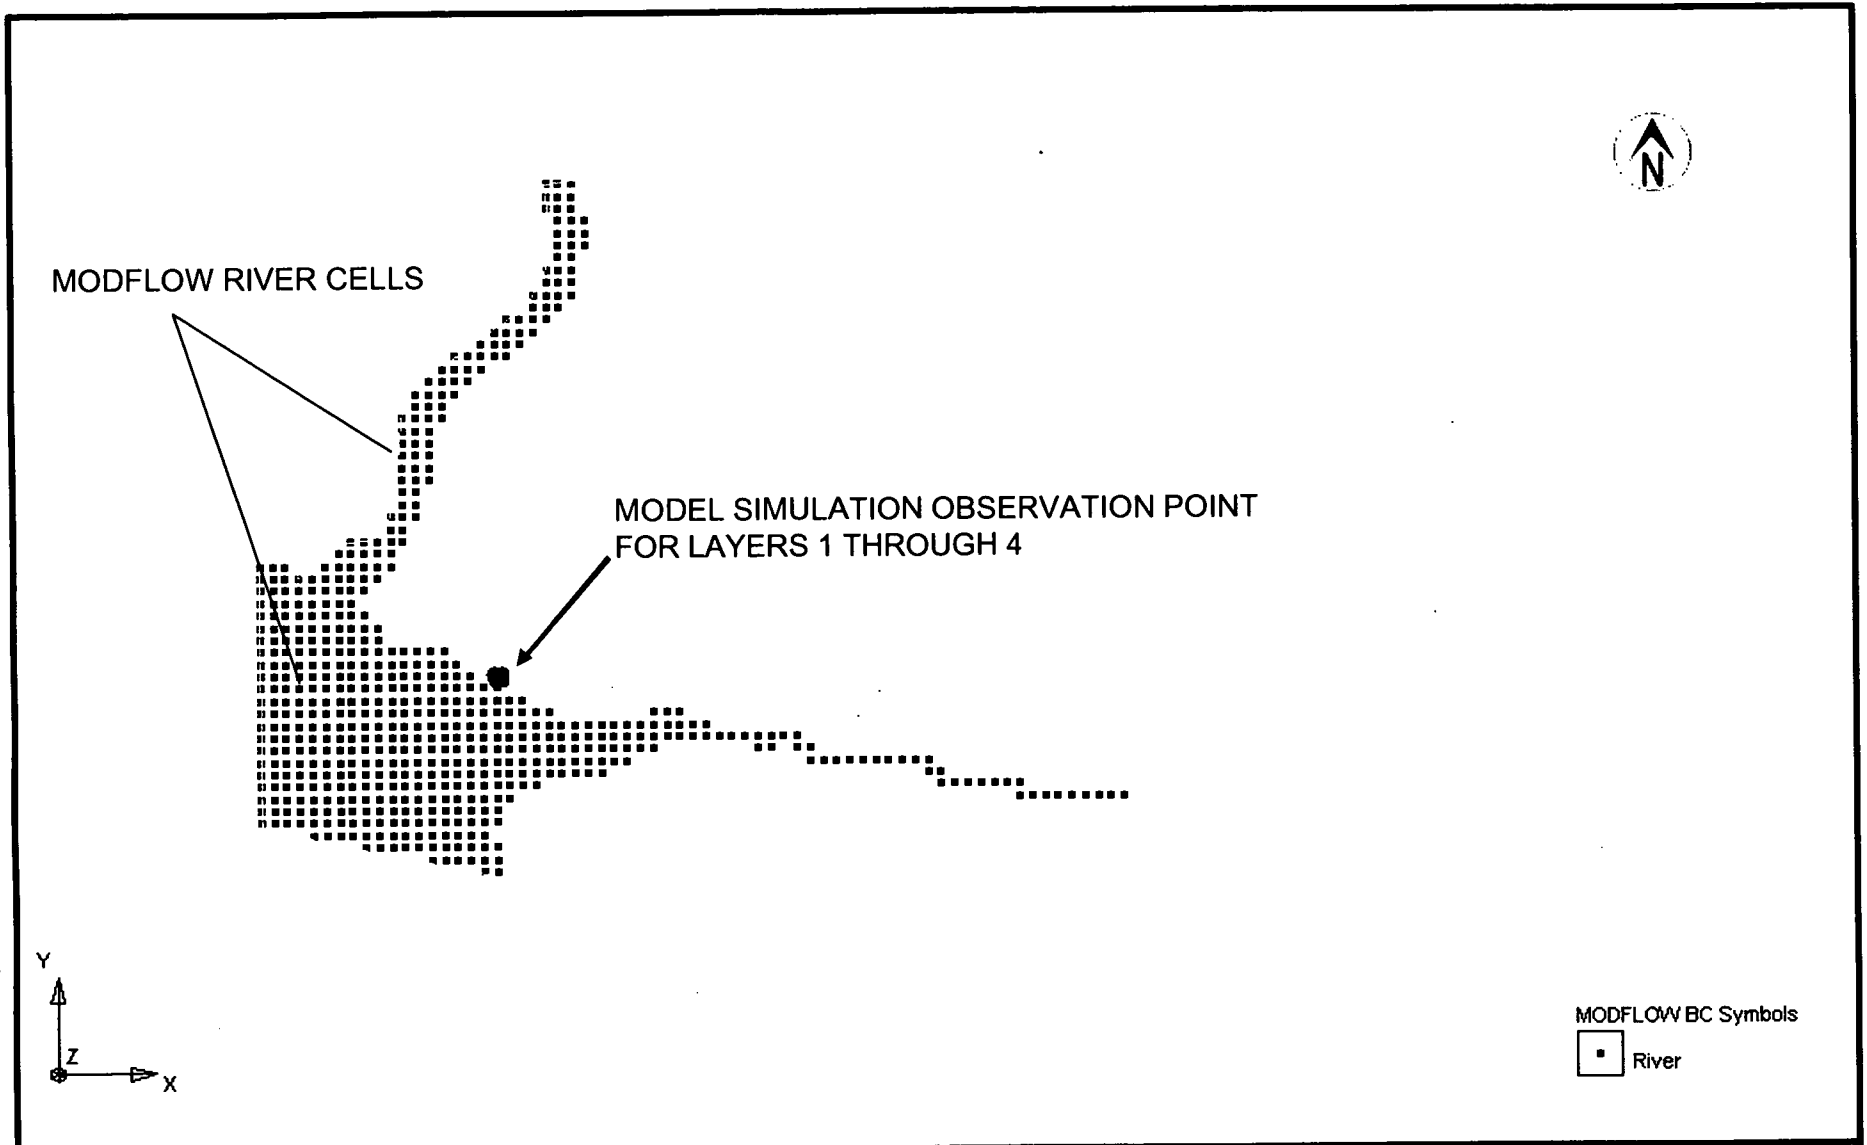 N
MODFLOW RIVER CELLS
MODEL SIMULATION OBSERVATION POINT
FOR LAYERS 1 THROUGH 4
Y
Z
X
MODFLOW BC Symbols
River